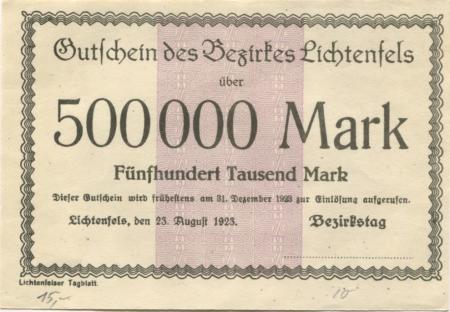 Gutschein des Bezirkes Lichtenfels
über
500000 Mark
Fünfhundert Tausend Mark
Dieser Gutschein wird frühestens am 31. Dezember 1923 zur Einlösung aufgerufen.
Lichtenfels, den 23. August 1923. Bezirkstag
Lichtenfelser Tagblatt.
15,-